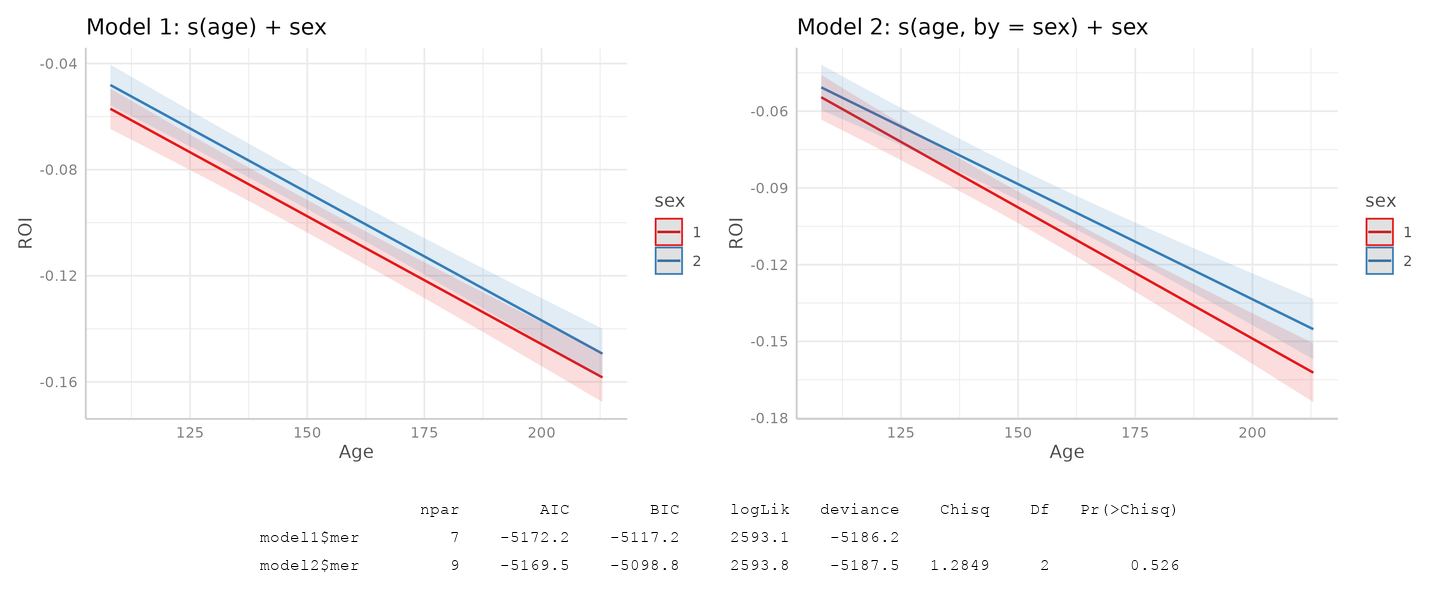 Model 1: s(age) + sex
-0.04
-0.08
-0.12
-0.16
ROI
125 150 175 200
Age
sex
1
2
Model 2: s(age, by = sex) + sex
-0.06
-0.09
-0.12
-0.15
-0.18
ROI
125 150 175 200
Age
sex
1
2
npar AIC BIC logLik deviance Chisq Df Pr(>Chisq)
model1$mer 7 -5172.2 -5117.2 2593.1 -5186.2
model2$mer 9 -5169.5 -5098.8 2593.8 -5187.5 1.2849 2 0.526